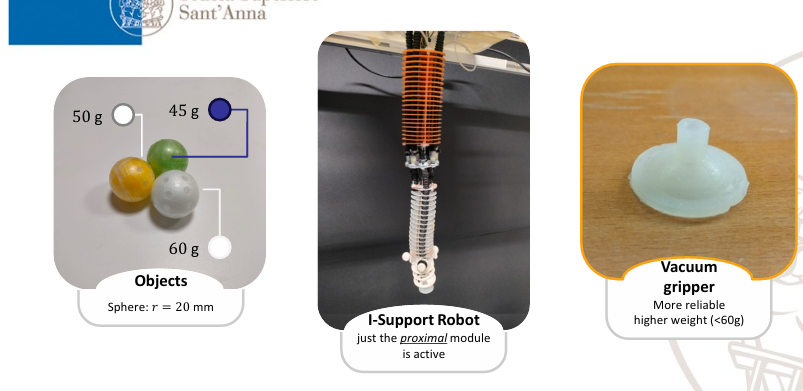 Sant'Anna
50 g
45 g
60 g
Objects
Sphere: r = 20 mm
I-Support Robot
just the proximal module
is active
Vacuum
gripper
More reliable
higher weight (<60g)